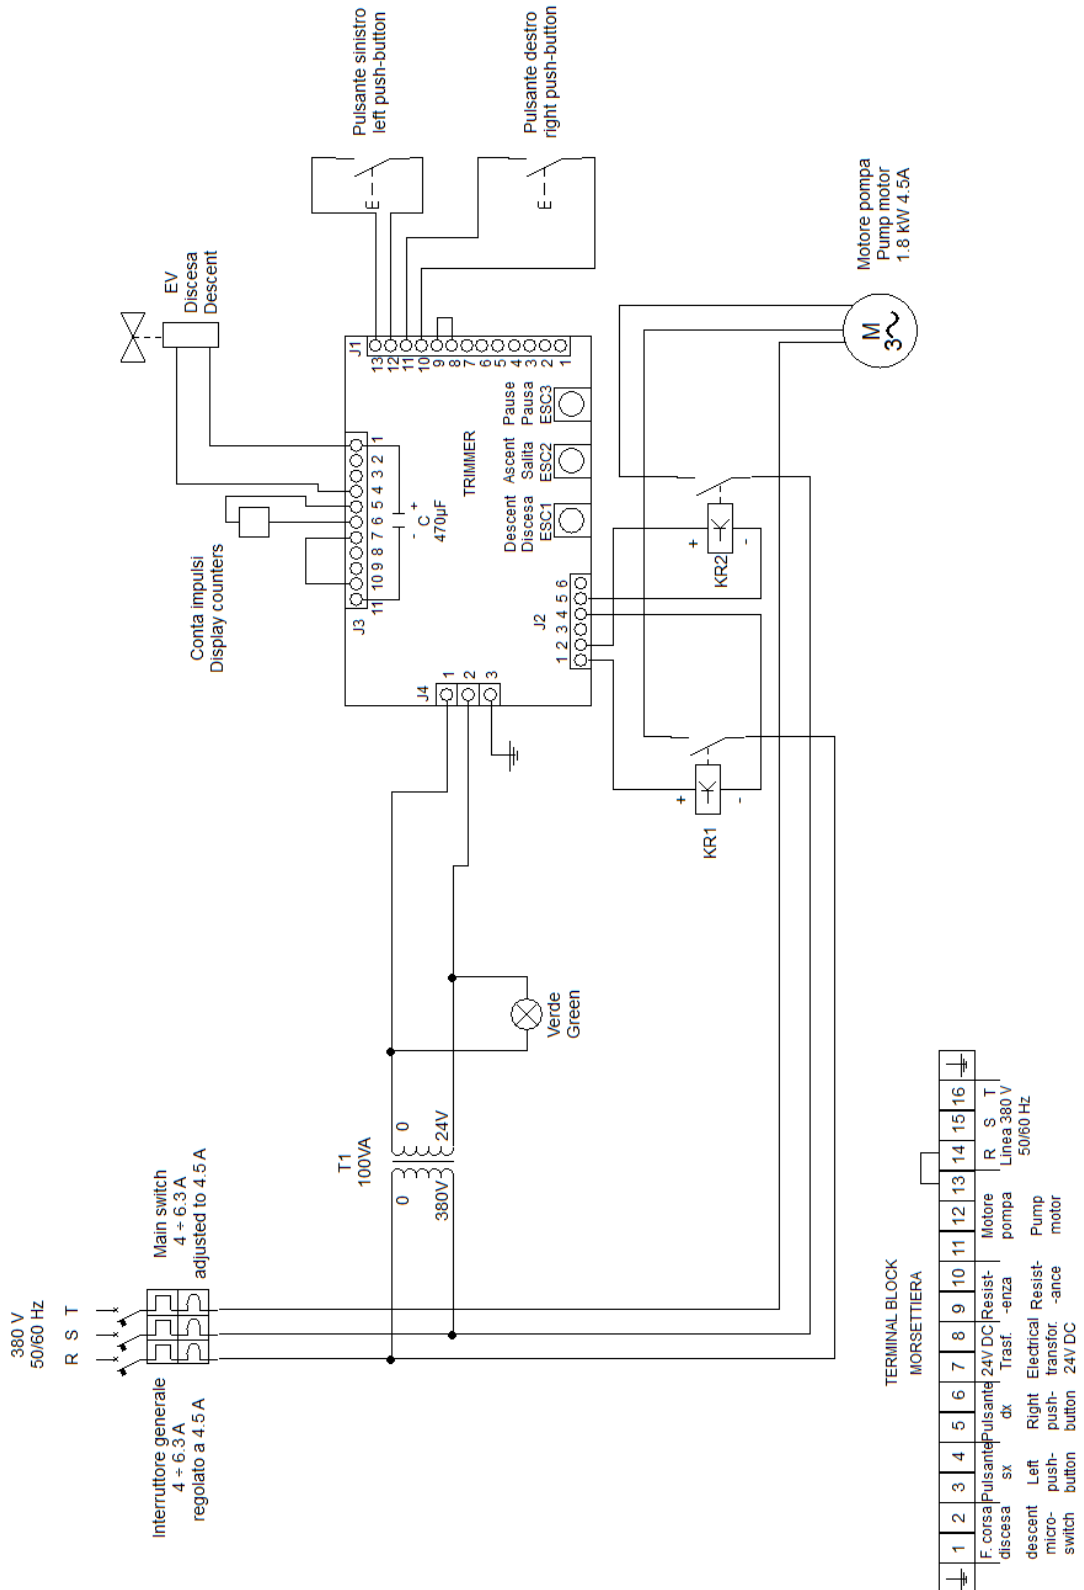 Pulsante sinistro
left push-button
Pulsante destro
right push-button
EV
Discesa
Descent
E
E
Motore pompa
Pump motor
1.8 kW 4.5A
M
3
J1
13
12
11
10
9
8
7
6
5
4
3
2
1
TRIMMER
Descent
Discesa
ESC1
Ascent
Salita
ESC2
Pause
Pausa
ESC3
Conta impulsi
Display counters
J3
11 10 9 8 7 6 5 4 3 2 1
- C +
470µF
J4
1
2
3
J2
1 2 3 4 5 6
+
-
KR2
+
-
KR1
Verde
Green
T1
100VA
0
380V
0
24V
380 V
50/60 Hz
R S T
Main switch
4 ÷ 6.3 A
adjusted to 4.5 A
Interruttore generale
4 ÷ 6.3 A
regolato a 4.5 A
TERMINAL BLOCK
MORSETTIERA
1 2 3 4 5 6 7 8 9 10 11 12 13 14 15 16
F. corsa
discesa
Pulsante
sx
Pulsante
dx
24V DC
Trasf.
Resist-
-enza
Motore
pompa
R S T
Linea 380 V
50/60 Hz
descent
micro-
switch
Left
push-
button
Right
push-
button
Electrical
transfor.
24V DC
Resist-
-ance
Pump
motor